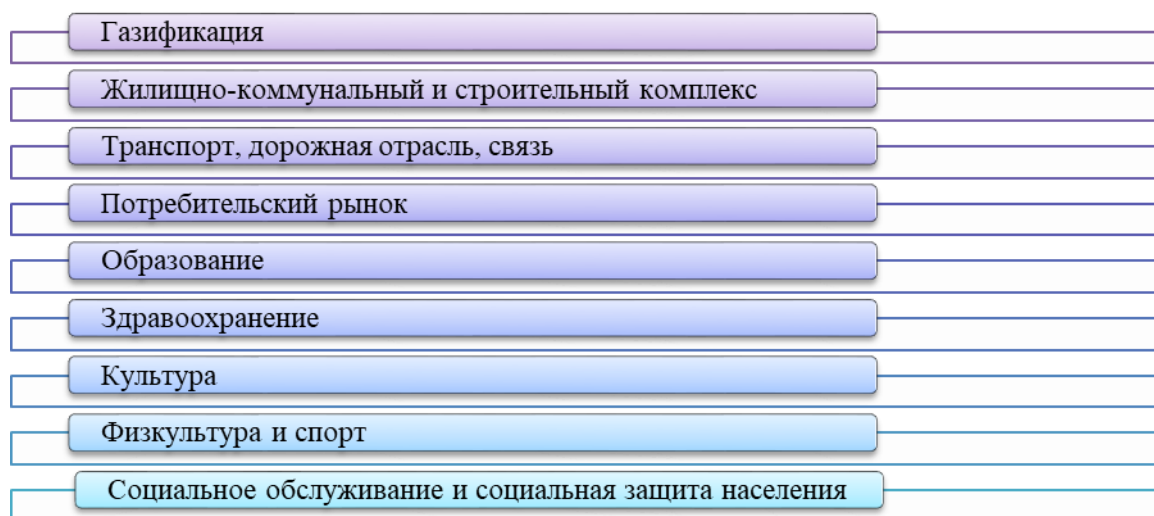 Газификация
Жилищно-коммунальный и строительный комплекс
Транспорт, дорожная отрасль, связь
Потребительский рынок
Образование
Здравоохранение
Культура
Физкультура и спорт
Социальное обслуживание и социальная защита населения